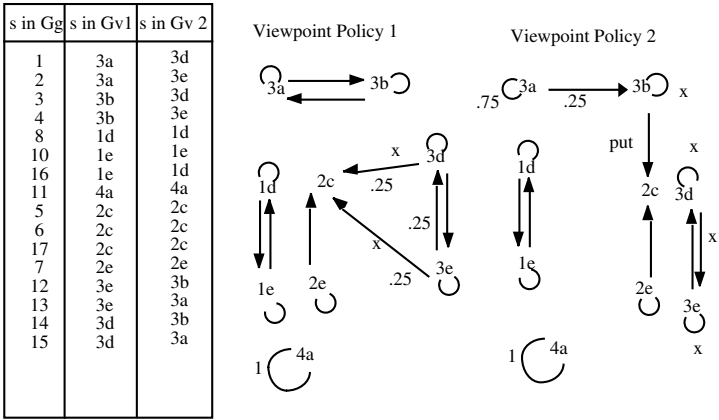 s in Gg s in Gv1 s in Gv 2
1 3a 3d
2 3a 3e
3 3b 3d
4 3b 3e
8 1d 1d
10 1e 1e
16 1e 1d
11 4a 4a
5 2c 2c
6 2c 2c
17 2c 2c
7 2e 2e
12 3e 3b
13 3e 3a
14 3d 3b
15 3d 3a
Viewpoint Policy 1
3a 3b
x
3d
.25
1d 2c
.25
x
.25
1e 2e 3e
1 4a
Viewpoint Policy 2
.75 3a .25 3b x
put x
1d 2c 3d
x
1e 2e 3e
x
1 4a